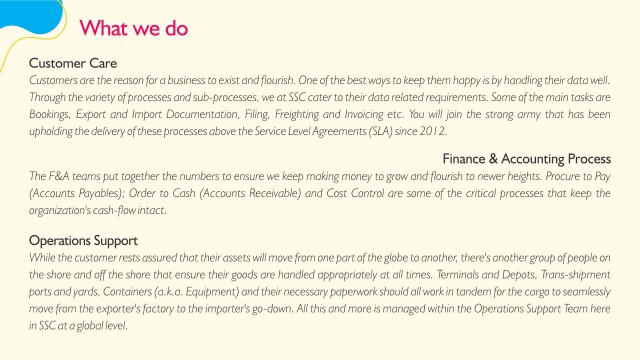 What we do
Customer Care
Customers are the reason for a business to exist and flourish. One of the best ways to keep them happy is by handling their data well.
Through the variety of processes and sub-processes, we at SSC cater to their data related requirements. Some of the main tasks are
Bookings, Export and Import Documentation, Filing, Freighting and Invoicing etc. You will join the strong army that has been
upholding the delivery of these processes above the Service Level Agreements (SLA) since 2012.
Finance & Accounting Process
The F&A teams put together the numbers to ensure we keep making money to grow and flourish to newer heights. Procure to Pay
(Accounts Payables); Order to Cash (Accounts Receivable) and Cost Control are some of the critical processes that keep the
organization's cash-flow intact.
Operations Support
While the customer rests assured that their assets will move from one part of the globe to another, there's another group of people on
the shore and off the shore that ensure their goods are handled appropriately at all times. Terminals and Depots, Trans-shipment
ports and yards, Containers (a.k.a. Equipment) and their necessary paperwork should all work in tandem for the cargo to seamlessly
move from the exporter's factory to the importer's go-down. All this and more is managed within the Operations Support Team here
in SSC at a global level.